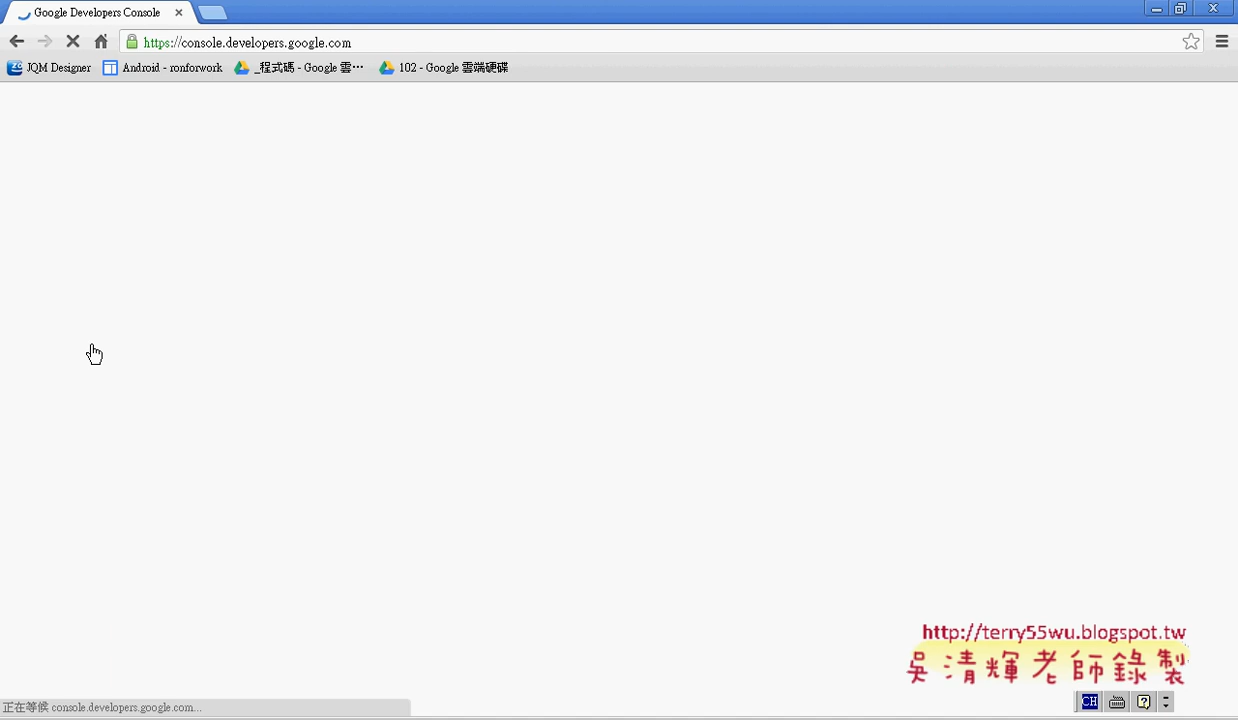 Google Developers Console
https://console.developers.google.com
JQM Designer
Android - ronforwork
_程式碼 - Google 雲…
102 - Google 雲端硬碟
http://terry55wu.blogspot.tw
吳清輝老師錄製
CH
正在等候 console.developers.google.com...